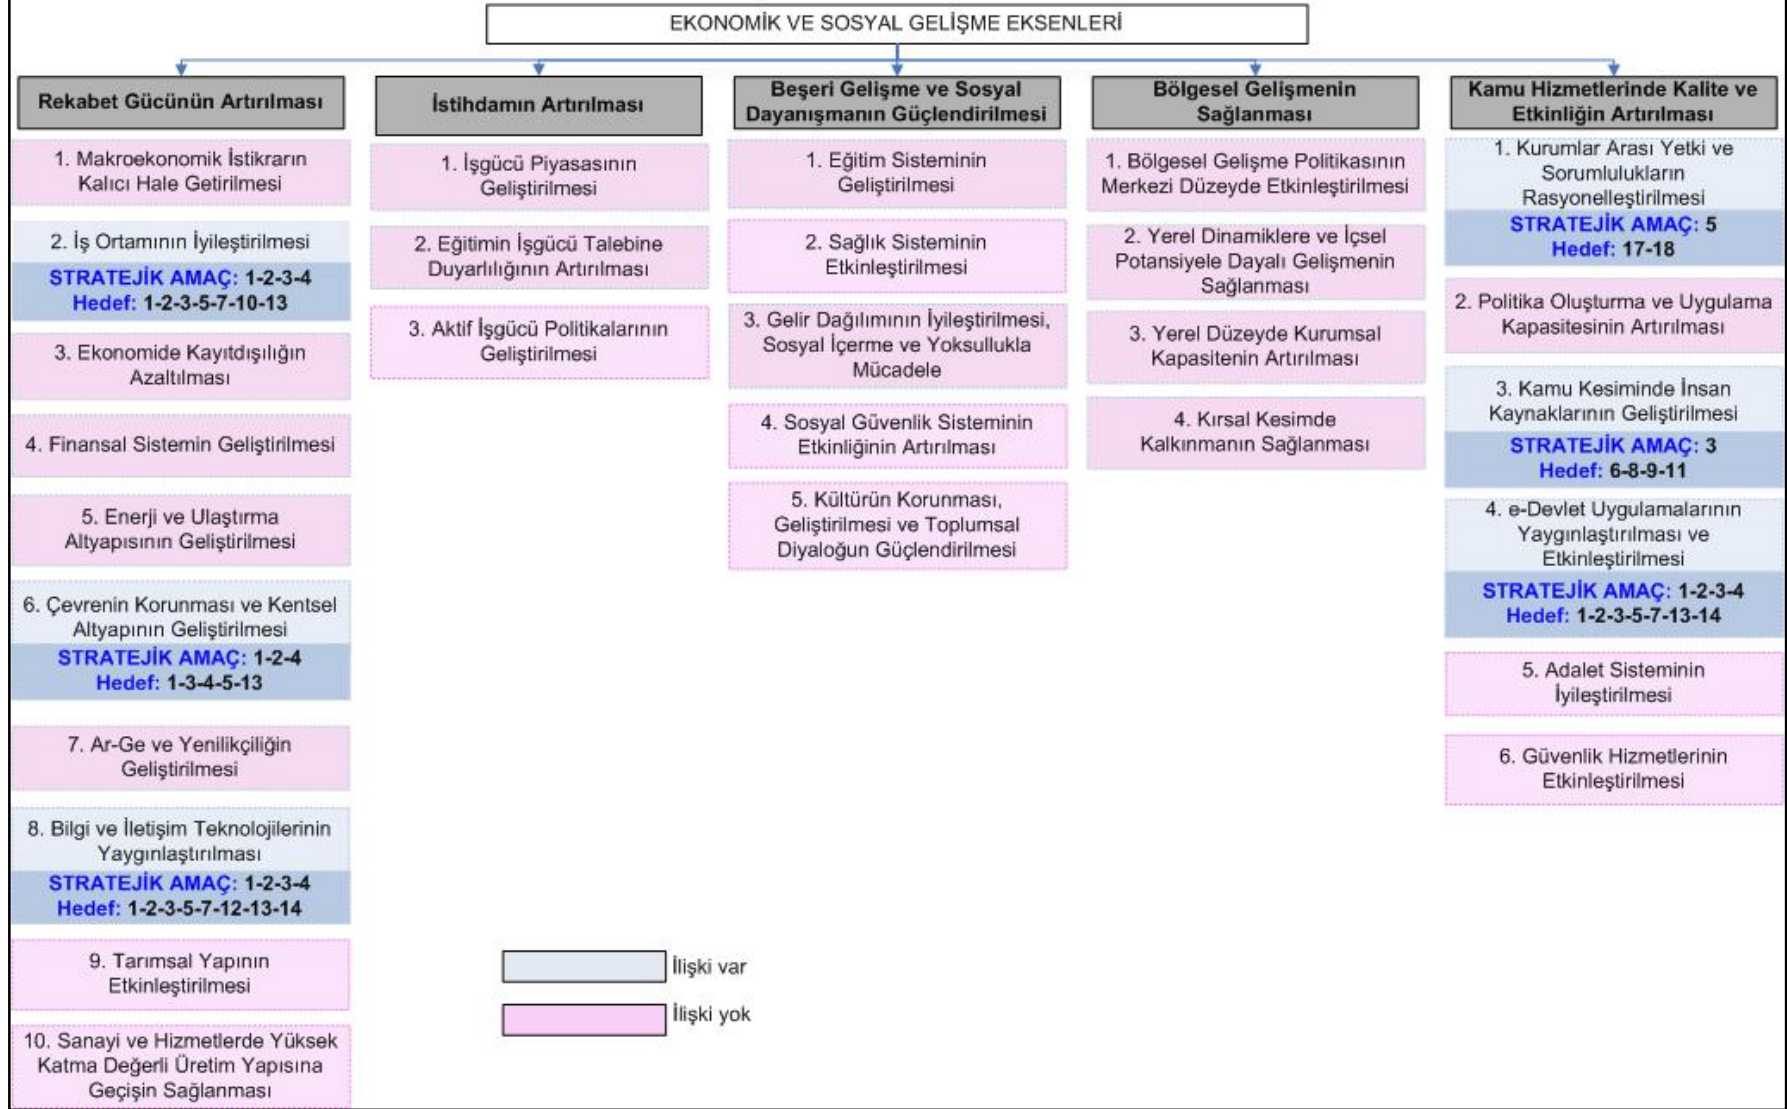 EKONOMİK VE SOSYAL GELİŞME EKSENLERİ
Rekabet Gücünün Artırılması
1. Makroekonomik İstikrarın
Kalıcı Hale Getirilmesi
2. İş Ortamının İyileştirilmesi
STRATEJİK AMAÇ: 1-2-3-4
Hedef: 1-2-3-5-7-10-13
3. Ekonomide Kayıtdışılığın
Azaltılması
4. Finansal Sistemin Geliştirilmesi
5. Enerji ve Ulaştırma
Altyapısının Geliştirilmesi
6. Çevrenin Korunması ve Kentsel
Altyapının Geliştirilmesi
STRATEJİK AMAÇ: 1-2-4
Hedef: 1-3-4-5-13
7. Ar-Ge ve Yenilikçiliğin
Geliştirilmesi
8. Bilgi ve İletişim Teknolojilerinin
Yaygınlaştırılması
STRATEJİK AMAÇ: 1-2-3-4
Hedef: 1-2-3-5-7-12-13-14
9. Tarımsal Yapının
Etkinleştirilmesi
10. Sanayi ve Hizmetlerde Yüksek
Katma Değerli Üretim Yapısına
Geçişin Sağlanması
İstihdamın Artırılması
1. İşgücü Piyasasının
Geliştirilmesi
2. Eğitimin İşgücü Talebine
Duyarlılığının Artırılması
3. Aktif İşgücü Politikalarının
Geliştirilmesi
Beşeri Gelişme ve Sosyal
Dayanışmanın Güçlendirilmesi
1. Eğitim Sisteminin
Geliştirilmesi
2. Sağlık Sisteminin
Etkinleştirilmesi
3. Gelir Dağılımının İyileştirilmesi,
Sosyal İçerme ve Yoksullukla
Mücadele
4. Sosyal Güvenlik Sisteminin
Etkinliğinin Artırılması
5. Kültürün Korunması,
Geliştirilmesi ve Toplumsal
Diyaloğun Güçlendirilmesi
Bölgesel Gelişmenin
Sağlanması
1. Bölgesel Gelişme Politikasının
Merkezi Düzeyde Etkinleştirilmesi
2. Yerel Dinamiklere ve İçsel
Potansiyele Dayalı Gelişmenin
Sağlanması
3. Yerel Düzeyde Kurumsal
Kapasitenin Artırılması
4. Kırsal Kesimde
Kalkınmanın Sağlanması
Kamu Hizmetlerinde Kalite ve
Etkinliğin Artırılması
1. Kurumlar Arası Yetki ve
Sorumlulukların
Rasyonelleştirilmesi
STRATEJİK AMAÇ: 5
Hedef: 17-18
2. Politika Oluşturma ve Uygulama
Kapasitesinin Artırılması
3. Kamu Kesiminde İnsan
Kaynaklarının Geliştirilmesi
STRATEJİK AMAÇ: 3
Hedef: 6-8-9-11
4. e-Devlet Uygulamalarının
Yaygınlaştırılması ve
Etkinleştirilmesi
STRATEJİK AMAÇ: 1-2-3-4
Hedef: 1-2-3-5-7-13-14
5. Adalet Sisteminin
İyileştirilmesi
6. Güvenlik Hizmetlerinin
Etkinleştirilmesi
İlişki var
İlişki yok